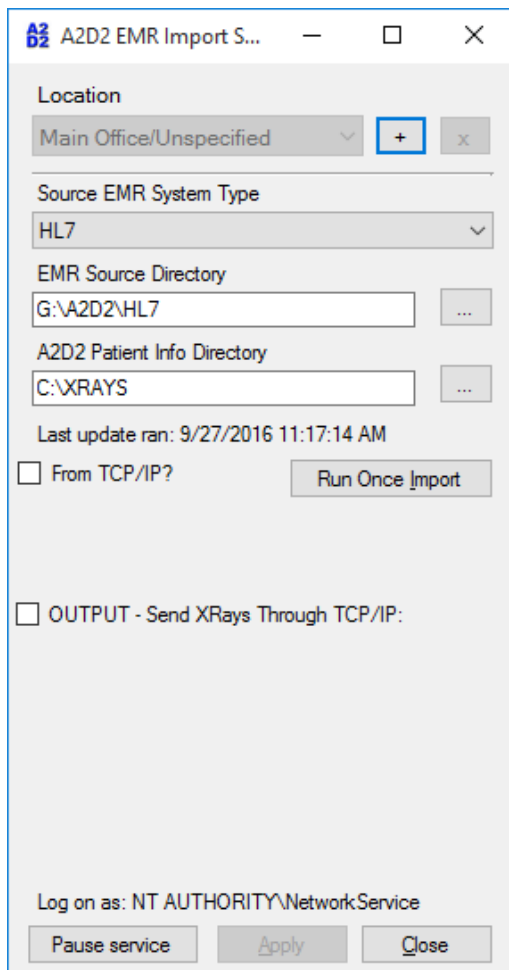 A2D2 EMR Import S...
Location
Main Office/Unspecified + x
Source EMR System Type
HL7
EMR Source Directory
G:\A2D2\HL7 ...
A2D2 Patient Info Directory
C:\XRAYS ...
Last update ran: 9/27/2016 11:17:14 AM
From TCP/IP? Run Once Import
OUTPUT - Send XRays Through TCP/IP:
Log on as: NT AUTHORITY\NetworkService
Pause service Apply Close